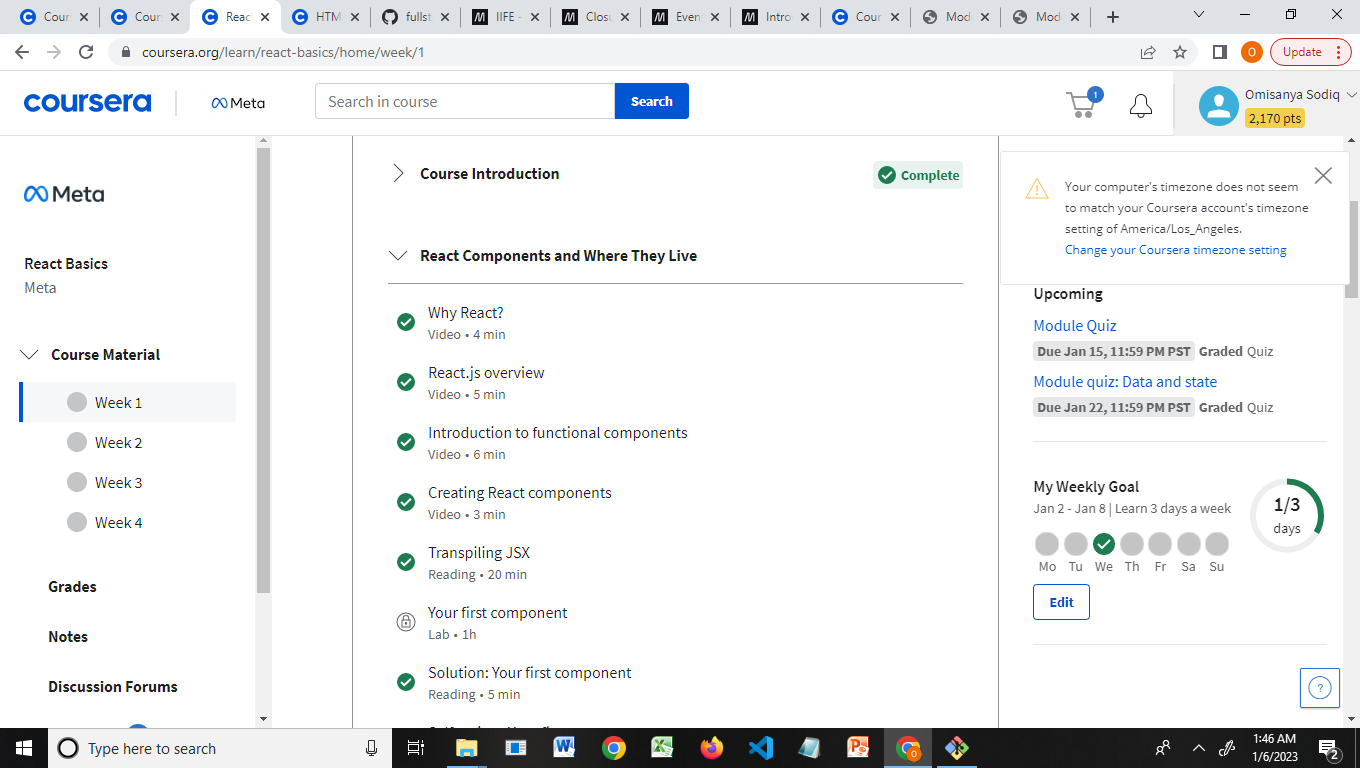 Cours
Cours
Reac
HTM
fullst
IIFE -
Closu
Even
Intro
Cour
Mod
Mod
coursera.org/learn/react-basics/home/week/1
O
Update
coursera
Meta
Search in course
Search
1
Omisanya Sodiq
2,170 pts
Meta
React Basics
Meta
Course Material
Week 1
Week 2
Week 3
Week 4
Grades
Notes
Discussion Forums
Course Introduction
Complete
React Components and Where They Live
Why React?
Video • 4 min
React.js overview
Video • 5 min
Introduction to functional components
Video • 6 min
Creating React components
Video • 3 min
Transpiling JSX
Reading • 20 min
Your first component
Lab • 1h
Solution: Your first component
Reading • 5 min
Your computer's timezone does not seem
to match your Coursera account's timezone
setting of America/Los_Angeles.
Change your Coursera timezone setting
Upcoming
Module Quiz
Due Jan 15, 11:59 PM PST Graded Quiz
Module quiz: Data and state
Due Jan 22, 11:59 PM PST Graded Quiz
My Weekly Goal
Jan 2 - Jan 8 | Learn 3 days a week
1/3
days
Mo Tu We Th Fr Sa Su
Edit
?
Type here to search
1:46 AM
1/6/2023
2